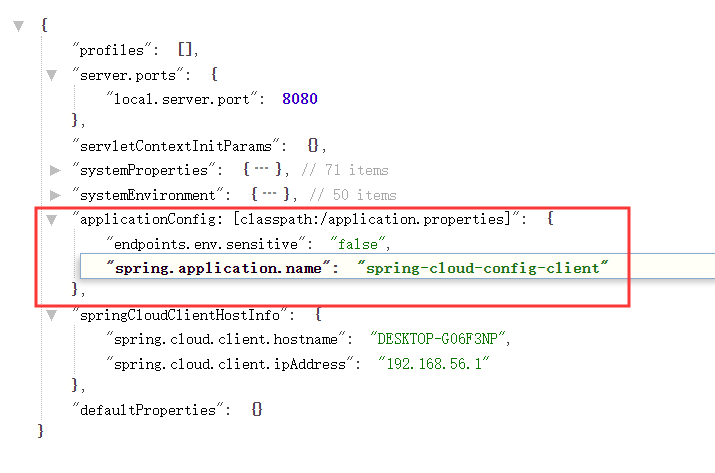 {
"profiles": [],
"server.ports": {
"local.server.port": 8080
},
"servletContextInitParams": {},
"systemProperties": { ··· }, // 71 items
"systemEnvironment": { ··· }, // 50 items
"applicationConfig: [classpath:/application.properties]": {
"endpoints.env.sensitive": "false",
"spring.application.name": "spring-cloud-config-client"
},
"springCloudClientHostInfo": {
"spring.cloud.client.hostname": "DESKTOP-G06F3NP",
"spring.cloud.client.ipAddress": "192.168.56.1"
},
"defaultProperties": {}
}